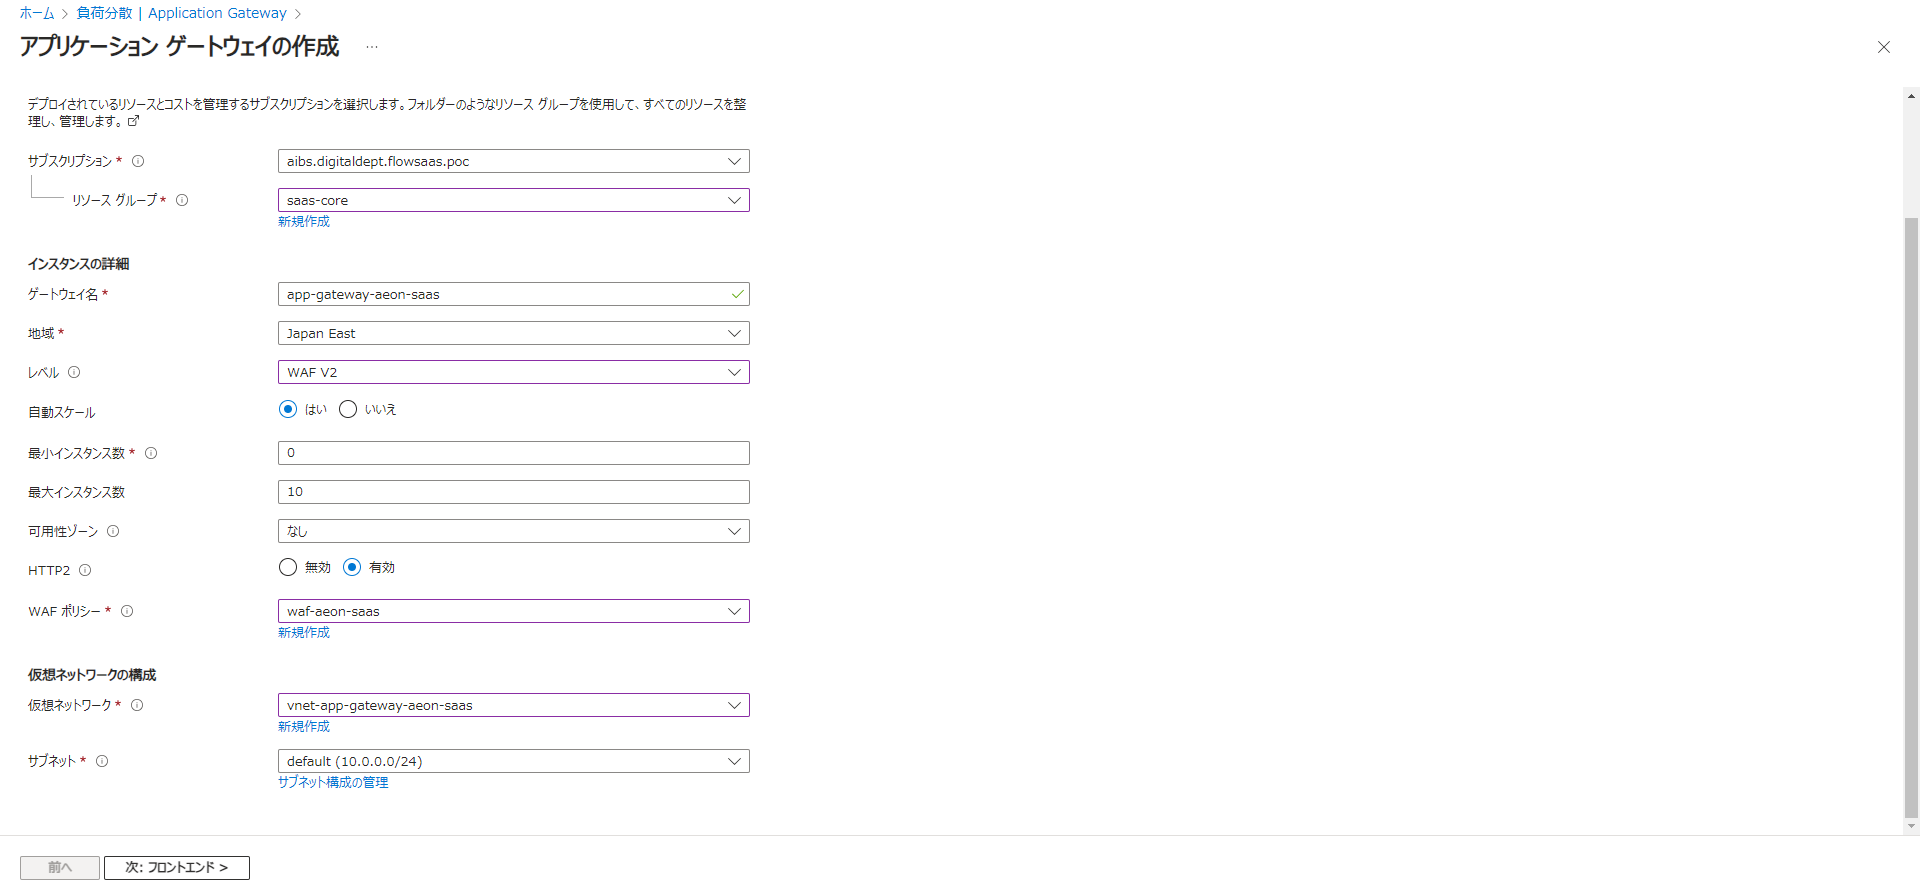 ホーム > 負荷分散 | Application Gateway >
アプリケーション ゲートウェイの作成 ...
デプロイされているリソースとコストを管理するサブスクリプションを選択します。フォルダーのようなリソース グループを使用して、すべてのリソースを整
理し、管理します。
サブスクリプション * aibs.digitaldept.flowsaas.poc
リソース グループ * saas-core
新規作成
インスタンスの詳細
ゲートウェイ名 * app-gateway-aeon-saas
地域 * Japan East
レベル WAF V2
自動スケール はい いいえ
最小インスタンス数 * 0
最大インスタンス数 10
可用性ゾーン なし
HTTP2 無効 有効
WAF ポリシー * waf-aeon-saas
新規作成
仮想ネットワークの構成
仮想ネットワーク * vnet-app-gateway-aeon-saas
新規作成
サブネット * default (10.0.0.0/24)
サブネット構成の管理
前へ 次: フロントエンド >